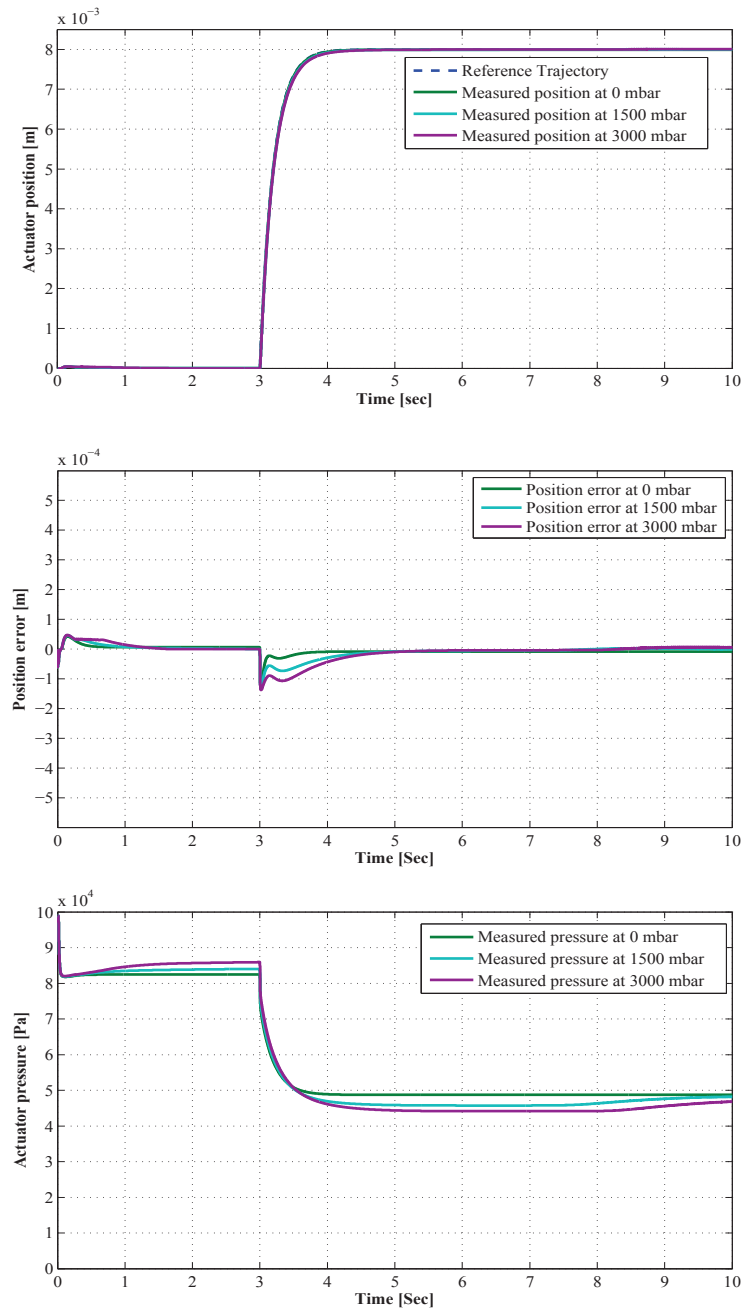 x 10⁻³
8
7
6
5
4
3
2
1
0
Actuator position [m]
Reference Trajectory
Measured position at 0 mbar
Measured position at 1500 mbar
Measured position at 3000 mbar
0 1 2 3 4 5 6 7 8 9 10
Time [sec]
x 10⁻⁴
5
4
3
2
1
0
−1
−2
−3
−4
−5
Position error [m]
Position error at 0 mbar
Position error at 1500 mbar
Position error at 3000 mbar
0 1 2 3 4 5 6 7 8 9 10
Time [Sec]
x 10⁴
10
9
8
7
6
5
4
3
2
1
0
Actuator pressure [Pa]
Measured pressure at 0 mbar
Measured pressure at 1500 mbar
Measured pressure at 3000 mbar
0 1 2 3 4 5 6 7 8 9 10
Time [Sec]